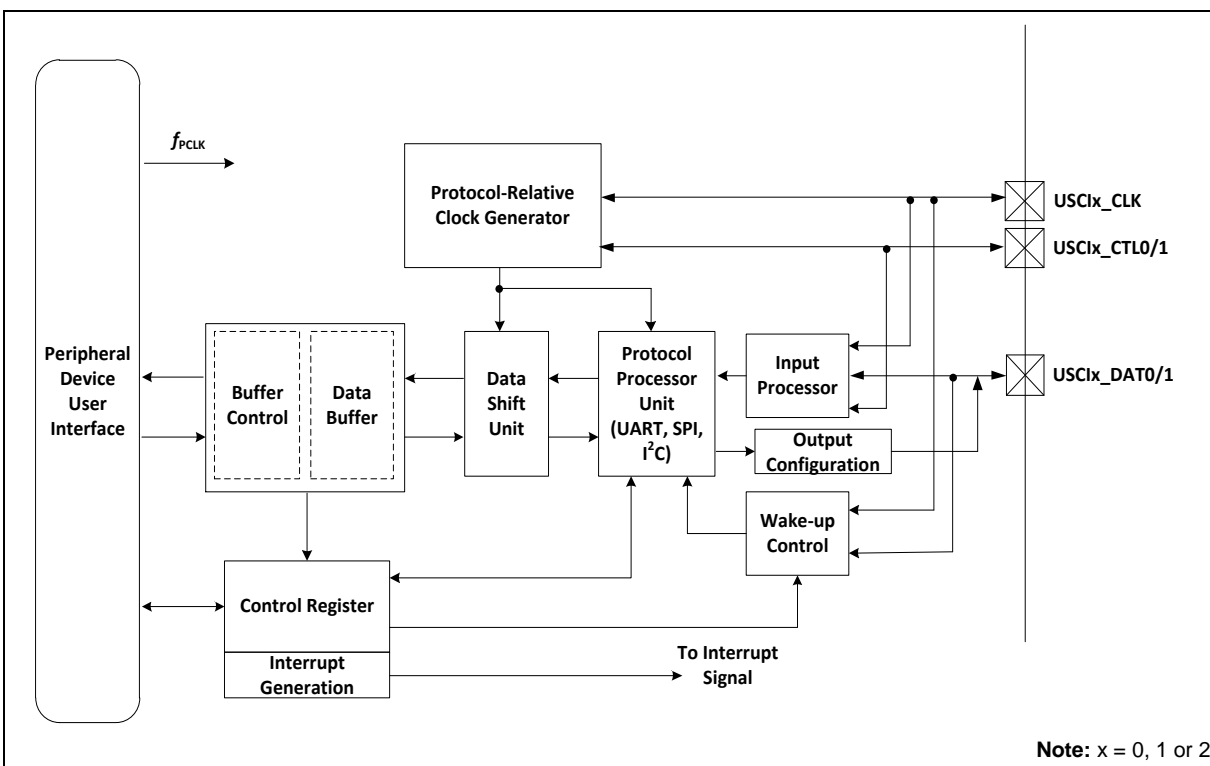 fPCLK
Protocol-Relative
Clock Generator
USCIx_CLK
USCIx_CTL0/1
Peripheral
Device
User
Interface
Buffer
Control
Data
Buffer
Data
Shift
Unit
Protocol
Processor
Unit
(UART, SPI,
I²C)
Input
Processor
USCIx_DAT0/1
Output
Configuration
Wake-up
Control
Control Register
Interrupt
Generation
To Interrupt
Signal
Note: x = 0, 1 or 2